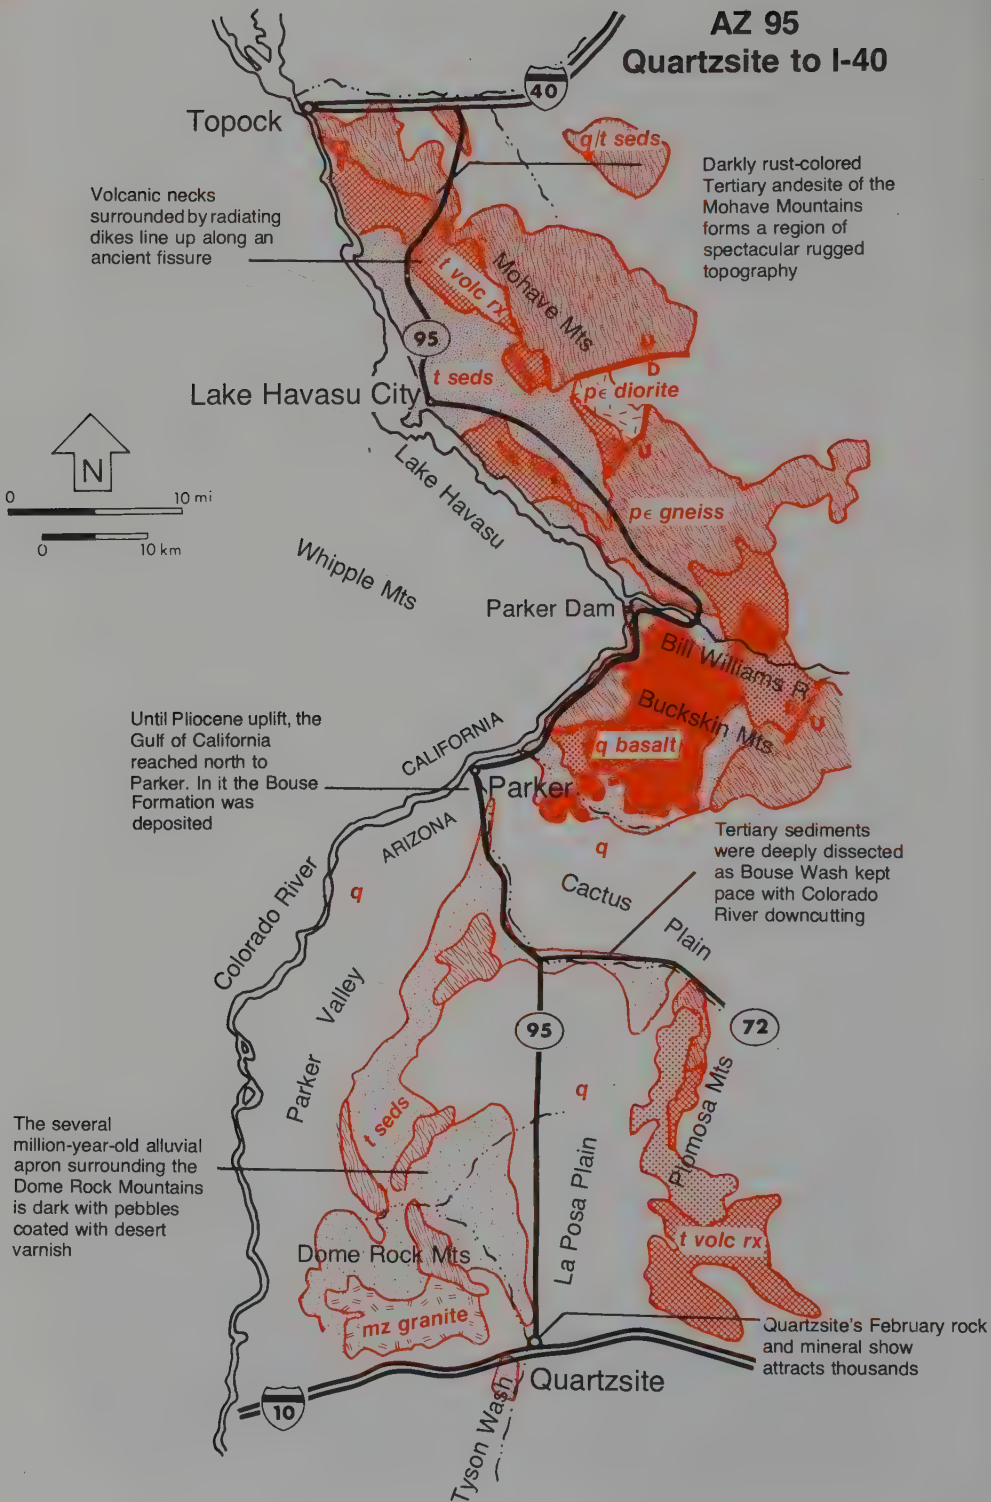 AZ 95
Quartzsite to I-40
40
Topock
q/t seds
Darkly rust-colored
Tertiary andesite of the
Mohave Mountains
forms a region of
spectacular rugged
topography
Volcanic necks
surrounded by radiating
dikes line up along an
ancient fissure
Mohave Mts
t volc rx
95
U
D
t seds
pϵ diorite
Lake Havasu City
U
N
0 10 mi
0 10 km
Lake Havasu
pϵ gneiss
Whipple Mts
Parker Dam
Bill Williams R
Buckskin Mts
U
q basalt
Until Pliocene uplift, the
Gulf of California
reached north to
Parker. In it the Bouse
Formation was
deposited
CALIFORNIA
Parker
ARIZONA
q
Tertiary sediments
were deeply dissected
as Bouse Wash kept
pace with Colorado
River downcutting
Cactus Plain
q
Colorado River
Parker Valley
95
72
q
Plomosa Mts
The several
million-year-old alluvial
apron surrounding the
Dome Rock Mountains
is dark with pebbles
coated with desert
varnish
t seds
La Posa Plain
Dome Rock Mts
t volc rx
mz granite
Quartzsite's February rock
and mineral show
attracts thousands
Quartzsite
10
Tyson Wash